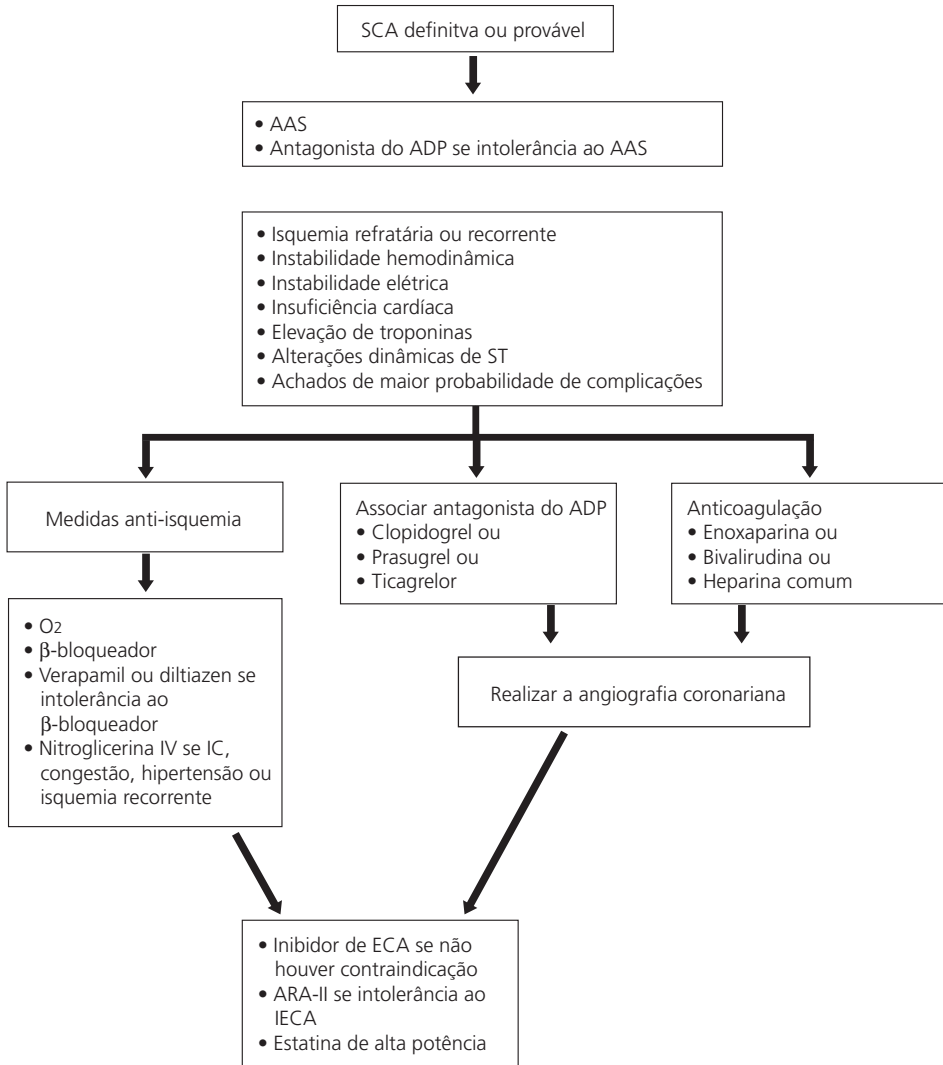 SCA definitva ou provável
• AAS
• Antagonista do ADP se intolerância ao AAS
• Isquemia refratária ou recorrente
• Instabilidade hemodinâmica
• Instabilidade elétrica
• Insuficiência cardíaca
• Elevação de troponinas
• Alterações dinâmicas de ST
• Achados de maior probabilidade de complicações
Medidas anti-isquemia
Associar antagonista do ADP
• Clopidogrel ou
• Prasugrel ou
• Ticagrelor
Anticoagulação
• Enoxaparina ou
• Bivalirudina ou
• Heparina comum
• O2
• β-bloqueador
• Verapamil ou diltiazen se
intolerância ao
β-bloqueador
• Nitroglicerina IV se IC,
congestão, hipertensão ou
isquemia recorrente
Realizar a angiografia coronariana
• Inibidor de ECA se não
houver contraindicação
• ARA-II se intolerância ao
IECA
• Estatina de alta potência